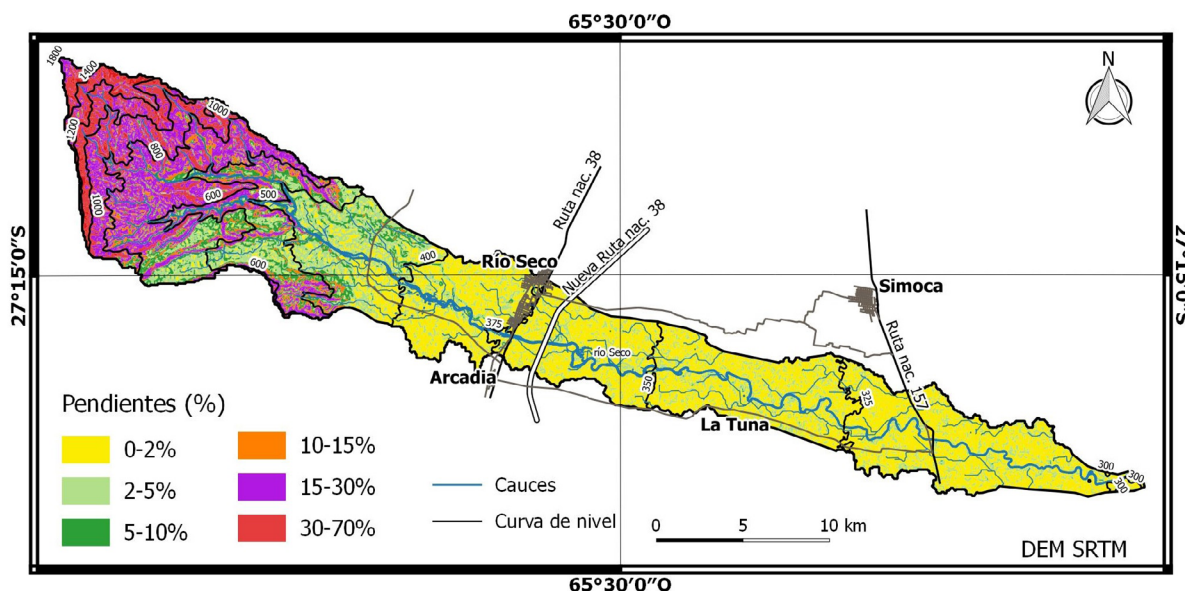 65°30'0"O
1800
1400
1000
1200
800
1000
600
500
600
400
Ruta nac. 38
Nueva Ruta nac. 38
N
27°15'0"S
27°15'0"S
Río Seco
Simoca
375
río Seco
Arcadia
350
Ruta nac. 157
325
La Tuna
300
300
300
Pendientes (%)
0-2%
10-15%
2-5%
15-30%
5-10%
30-70%
Cauces
Curva de nivel
0 5 10 km
DEM SRTM
65°30'0"O